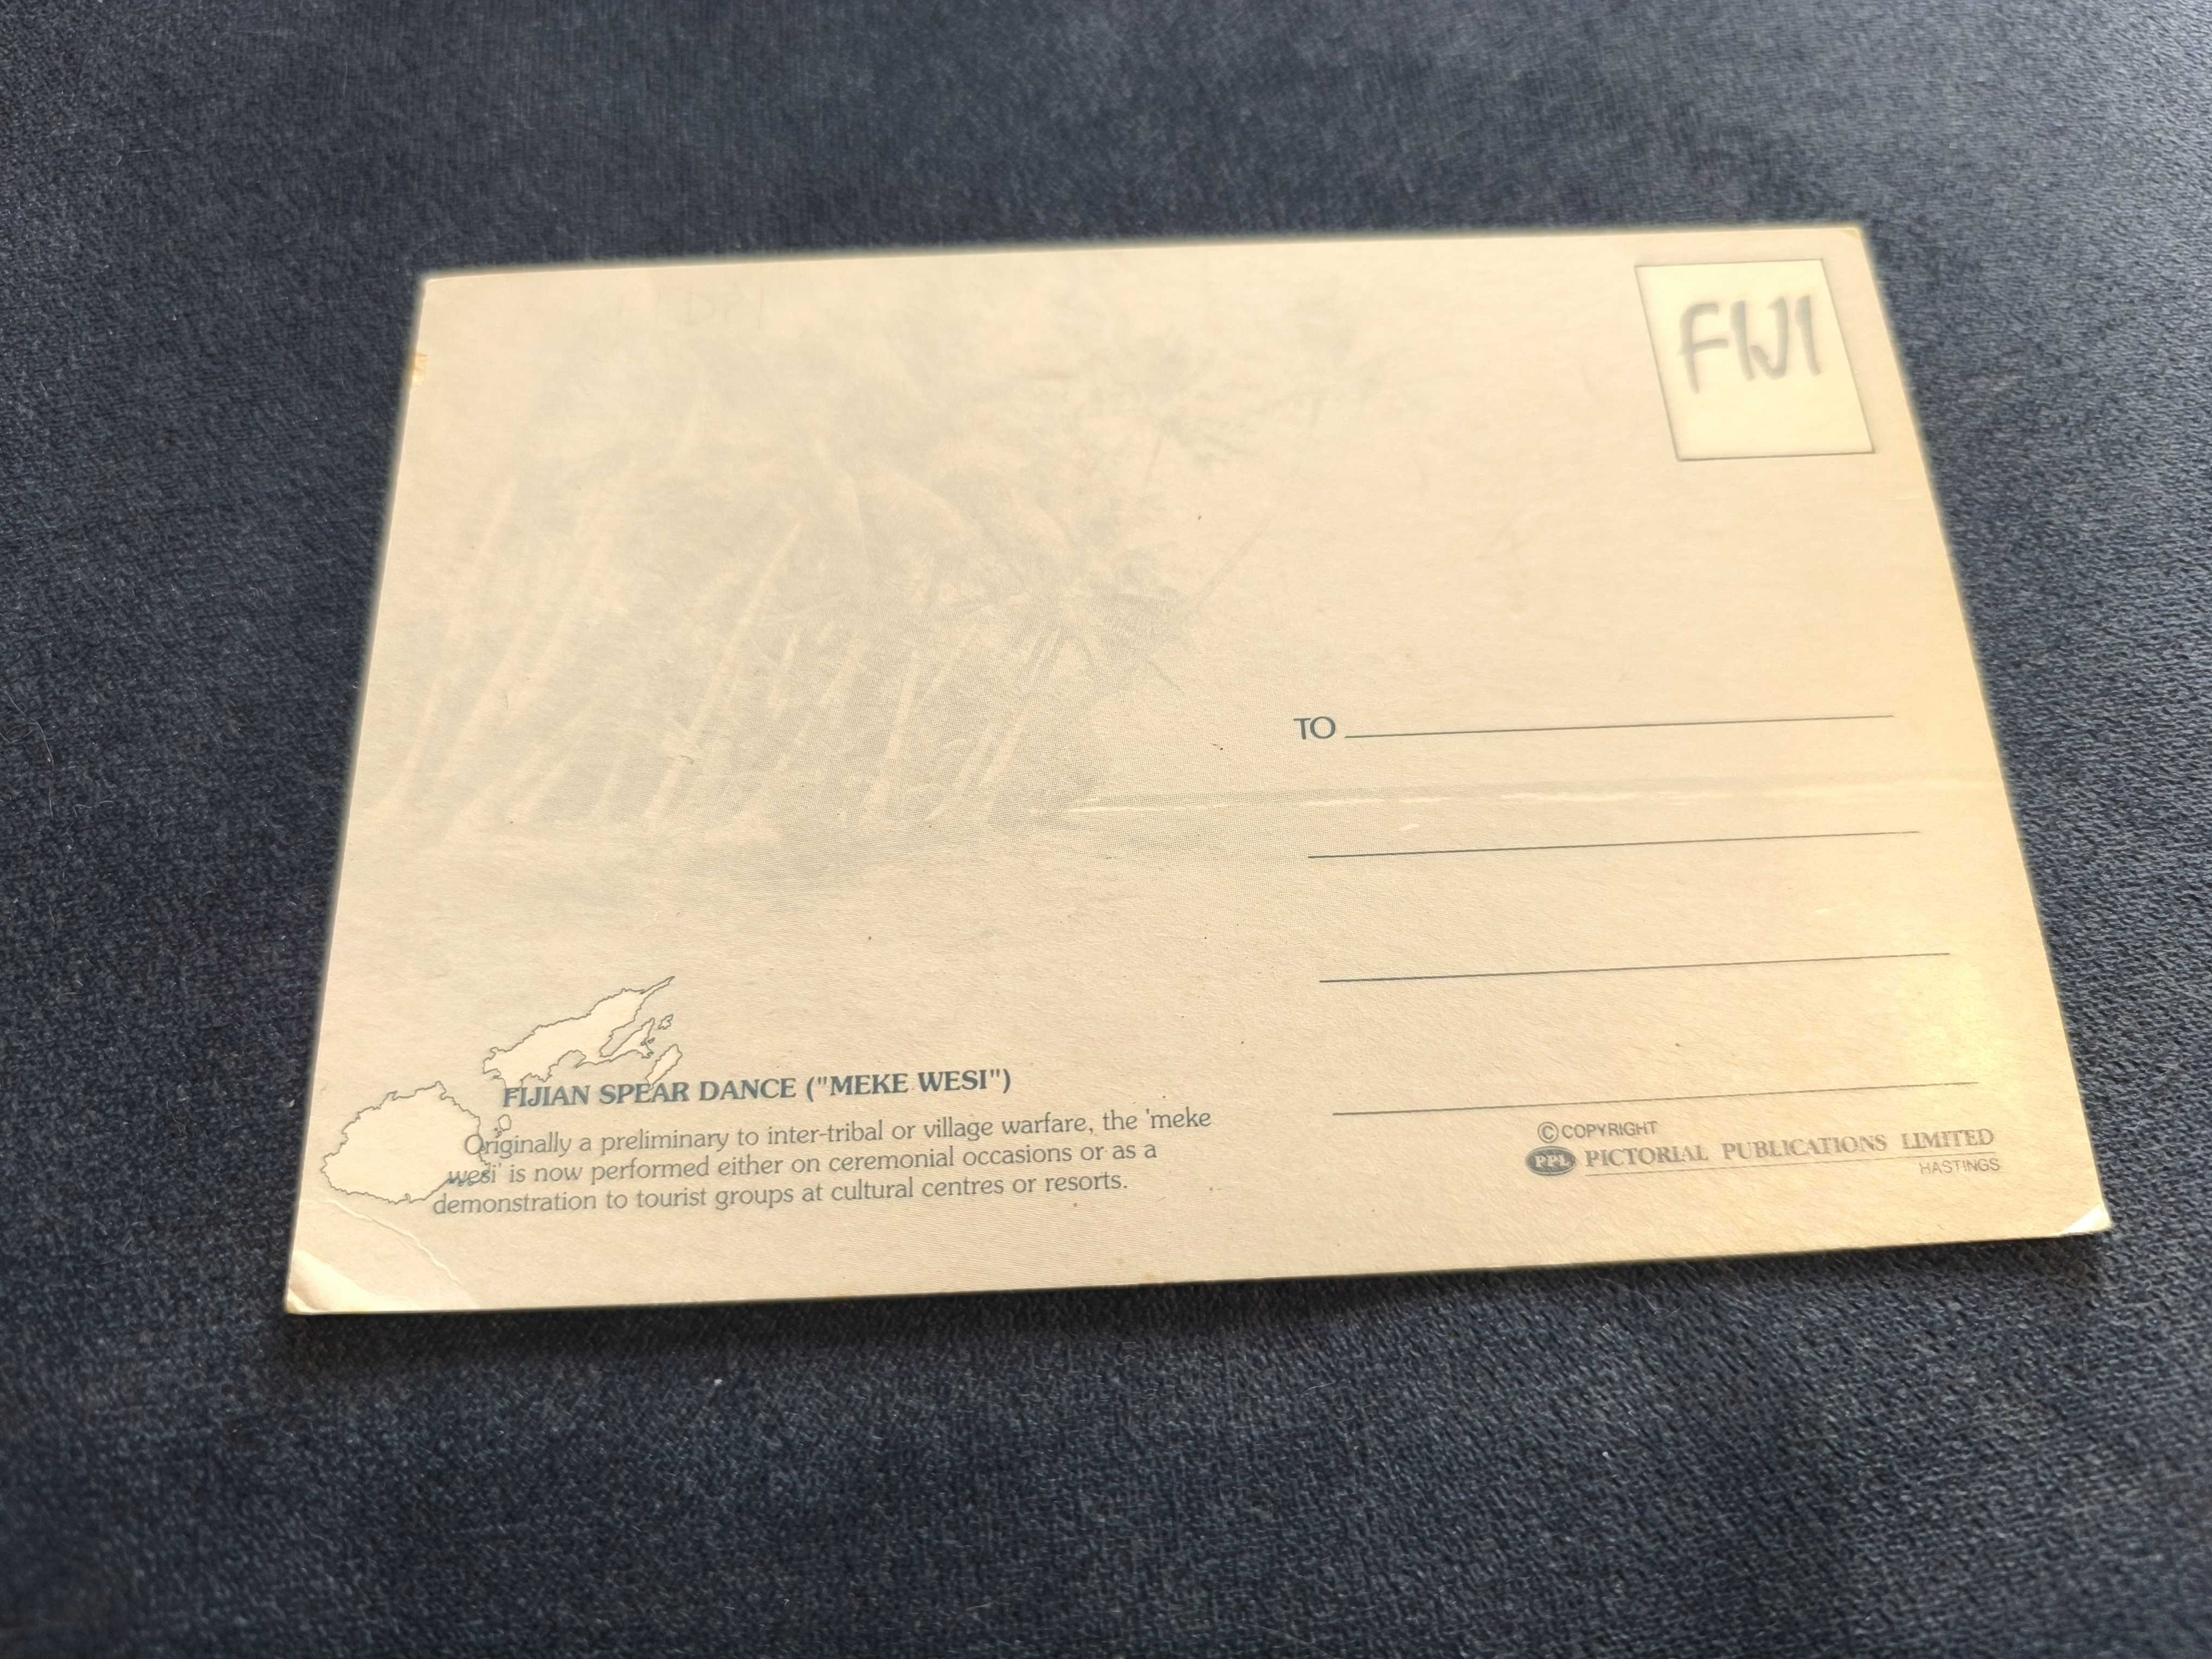 FIJI
TO
FIJIAN SPEAR DANCE ("MEKE WESI")
Originally a preliminary to inter-tribal or village warfare, the 'meke
wesi' is now performed either on ceremonial occasions or as a
demonstration to tourist groups at cultural centres or resorts.
© COPYRIGHT
PPL PICTORIAL PUBLICATIONS LIMITED
HASTINGS